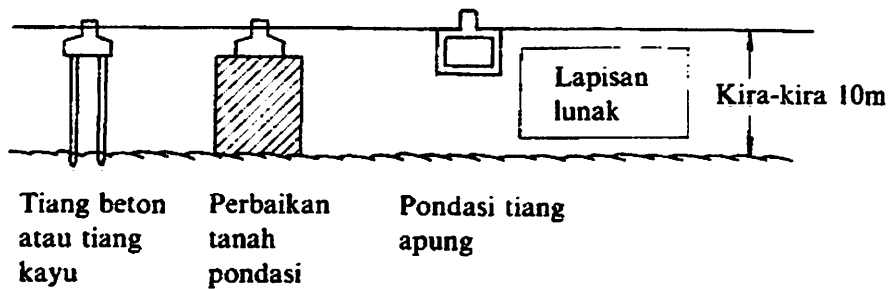 Lapisan
lunak
Kira-kira 10m
Tiang beton
atau tiang
kayu
Perbaikan
tanah
pondasi
Pondasi tiang
apung